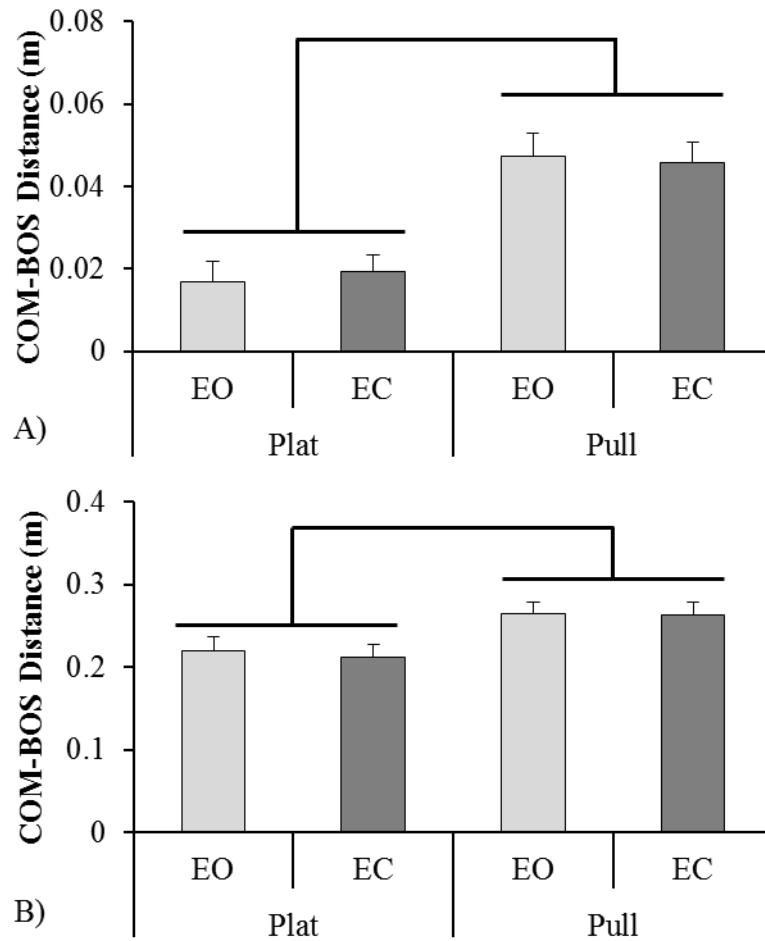 COM-BOS Distance (m)
0.08
0.06
0.04
0.02
0
EO EC EO EC
Plat Pull
A)
COM-BOS Distance (m)
0.4
0.3
0.2
0.1
0
EO EC EO EC
Plat Pull
B)